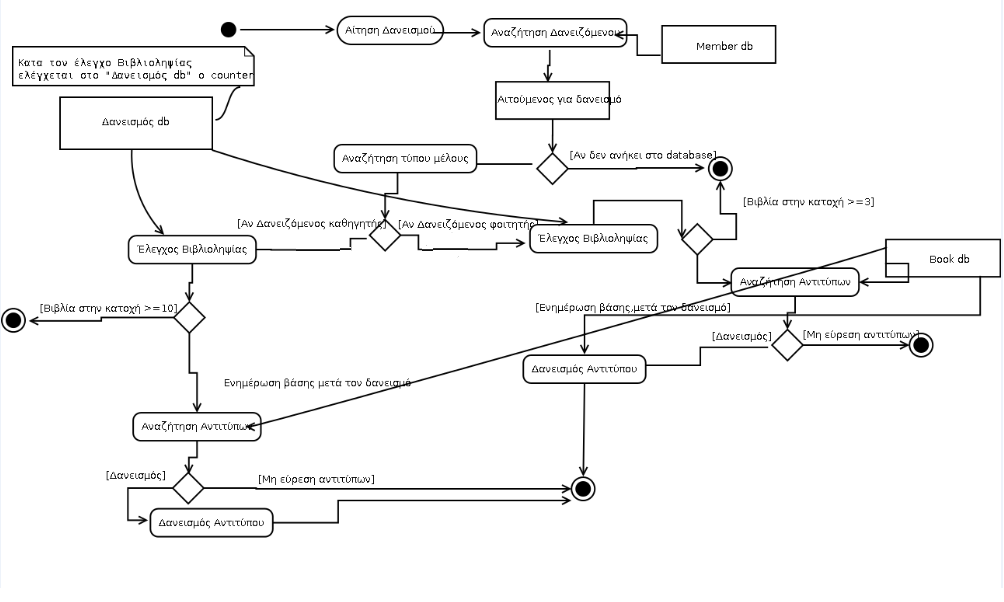 Αίτηση Δανεισμού
Αναζήτηση Δανειζόμενου
Member db
Κατα τον έλεγχο Βιβλιοληψίας
ελέγχεται στο "Δανεισμός db" ο counter
Αιτούμενος για δανεισμό
Δανεισμός db
Αναζήτηση τύπου μέλους
[Αν δεν ανήκει στο database]
[Βιβλία στην κατοχή >=3]
[Αν Δανειζόμενος καθηγητής]
[Αν Δανειζόμενος φοιτητής]
Έλεγχος Βιβλιοληψίας
Έλεγχος Βιβλιοληψίας
Book db
Αναζήτηση Αντιτύπων
[Βιβλία στην κατοχή >=10]
[Ενημέρωση βάσης,μετά τον δανεισμό]
[Δανεισμός]
[Μη εύρεση αντιτύπων]
Δανεισμός Αντιτύπου
Ενημέρωση βάσης μετά τον δανεισμό
Αναζήτηση Αντιτύπων
[Δανεισμός]
[Μη εύρεση αντιτύπων]
Δανεισμός Αντιτύπου